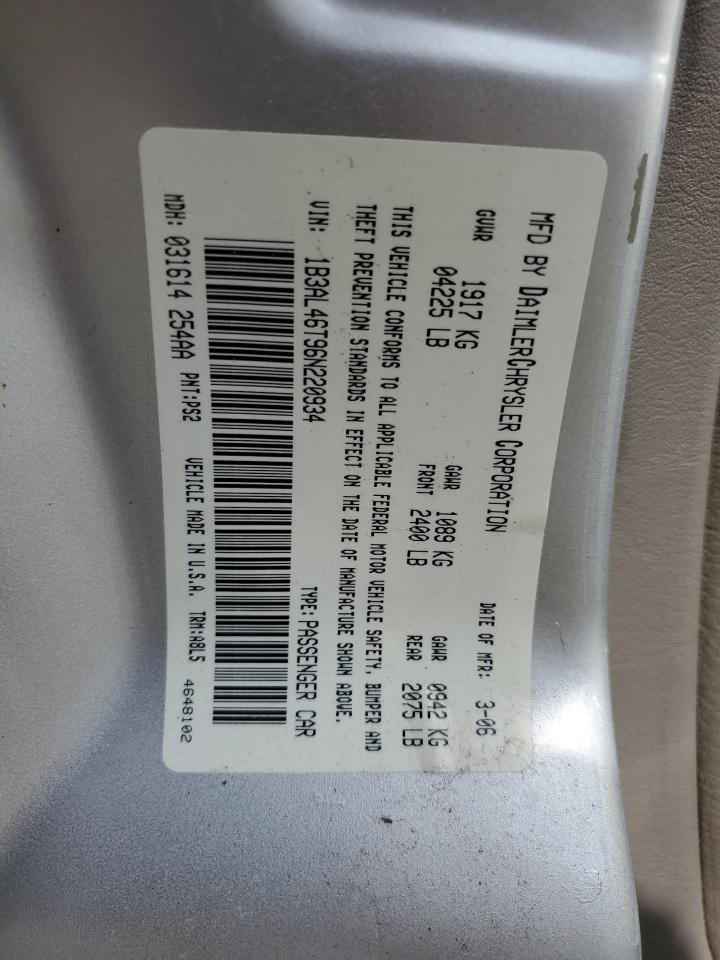 MFD BY DAIMLERCHRYSLER CORPORATION DATE OF MFR: 3-06
GVWR 1917 KG GAWR 1089 KG GAWR 0942 KG
04225 LB FRONT 2400 LB REAR 2075 LB
THIS VEHICLE CONFORMS TO ALL APPLICABLE FEDERAL MOTOR VEHICLE SAFETY, BUMPER AND
THEFT PREVENTION STANDARDS IN EFFECT ON THE DATE OF MANUFACTURE SHOWN ABOVE.
VIN: 1B3AL46T96N220934 TYPE: PASSENGER CAR
MDH: 031614 254AA PNT:PS2 VEHICLE MADE IN U.S.A. TRM:A8L5 4648102